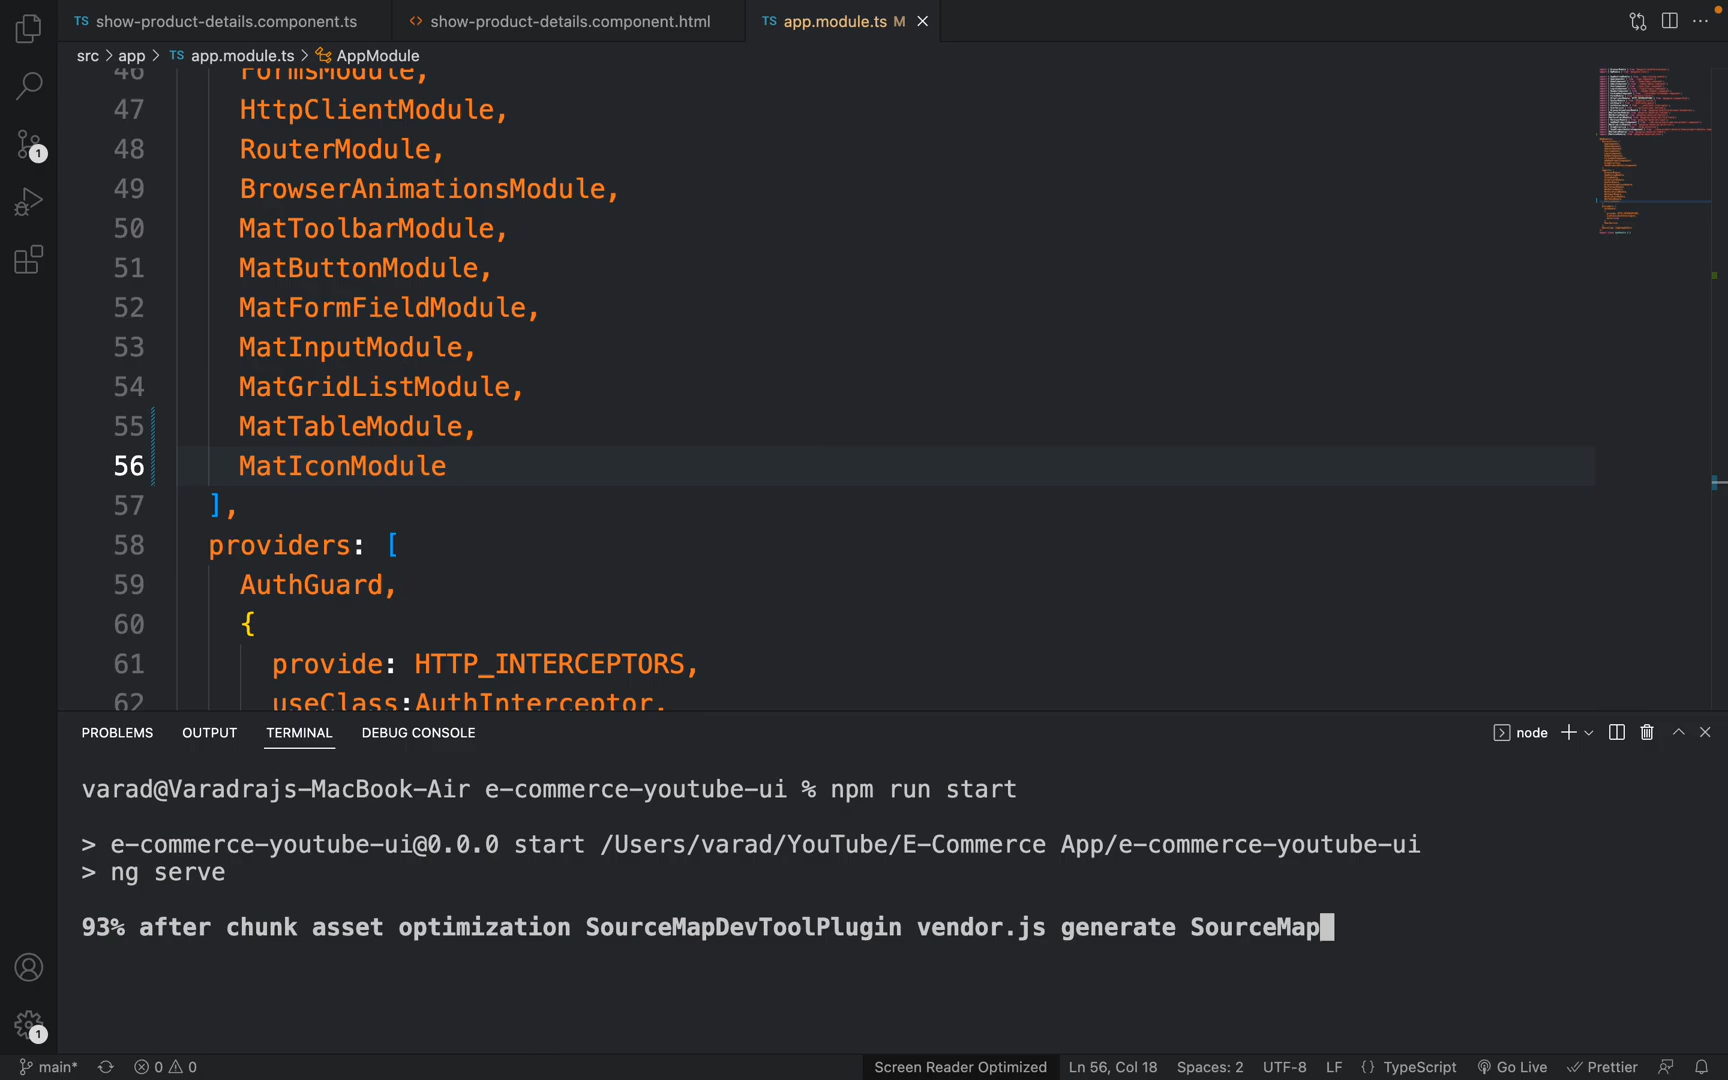 TS show-product-details.component.ts <> show-product-details.component.html TS app.module.ts M
src > app > TS app.module.ts > AppModule
46 FormsModule,
47 HttpClientModule,
48 RouterModule,
49 BrowserAnimationsModule,
50 MatToolbarModule,
51 MatButtonModule,
52 MatFormFieldModule,
53 MatInputModule,
54 MatGridListModule,
55 MatTableModule,
56 MatIconModule
57 ],
58 providers: [
59 AuthGuard,
60 {
61 provide: HTTP_INTERCEPTORS,
62 useClass:AuthInterceptor,
1
PROBLEMS OUTPUT TERMINAL DEBUG CONSOLE node
varad@Varadrajs-MacBook-Air e-commerce-youtube-ui % npm run start
> e-commerce-youtube-ui@0.0.0 start /Users/varad/YouTube/E-Commerce App/e-commerce-youtube-ui
> ng serve
93% after chunk asset optimization SourceMapDevToolPlugin vendor.js generate SourceMap
1
main* 0 0 Screen Reader Optimized Ln 56, Col 18 Spaces: 2 UTF-8 LF {} TypeScript Go Live Prettier